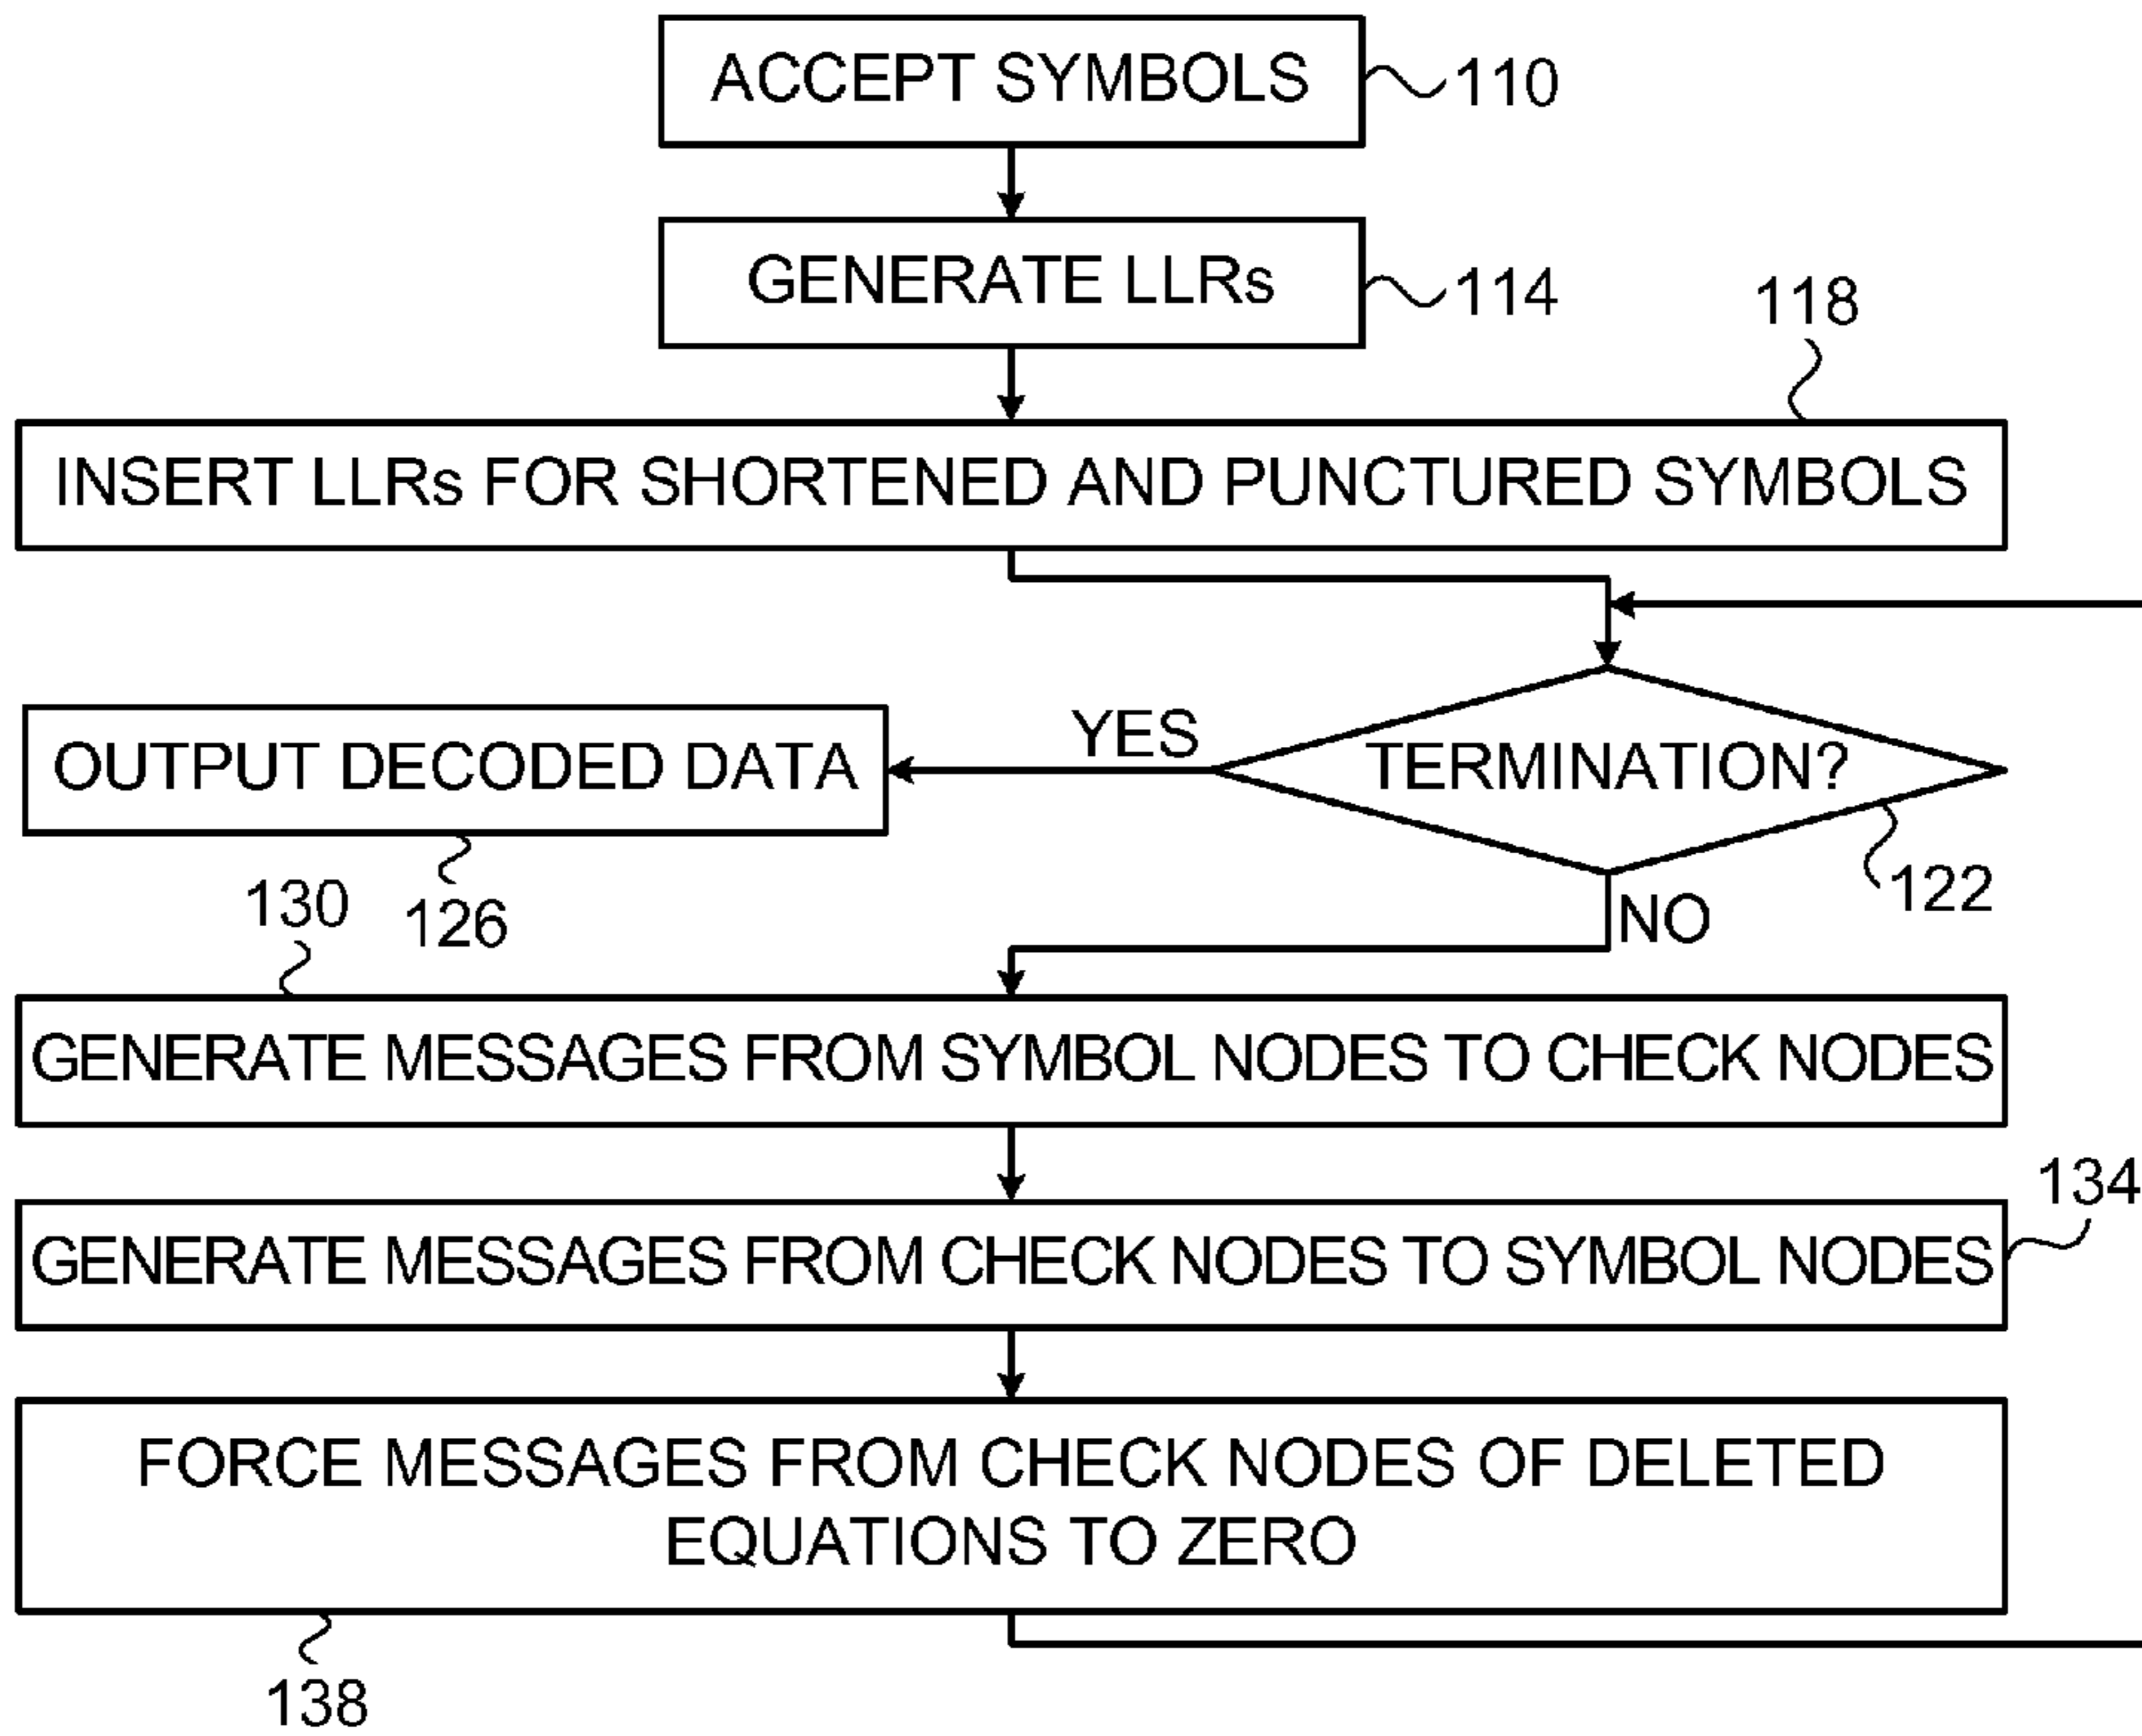 ACCEPT SYMBOLS
110
GENERATE LLRs
114
118
INSERT LLRs FOR SHORTENED AND PUNCTURED SYMBOLS
YES
OUTPUT DECODED DATA
TERMINATION?
122
130
126
NO
GENERATE MESSAGES FROM SYMBOL NODES TO CHECK NODES
134
GENERATE MESSAGES FROM CHECK NODES TO SYMBOL NODES
FORCE MESSAGES FROM CHECK NODES OF DELETED
EQUATIONS TO ZERO
138